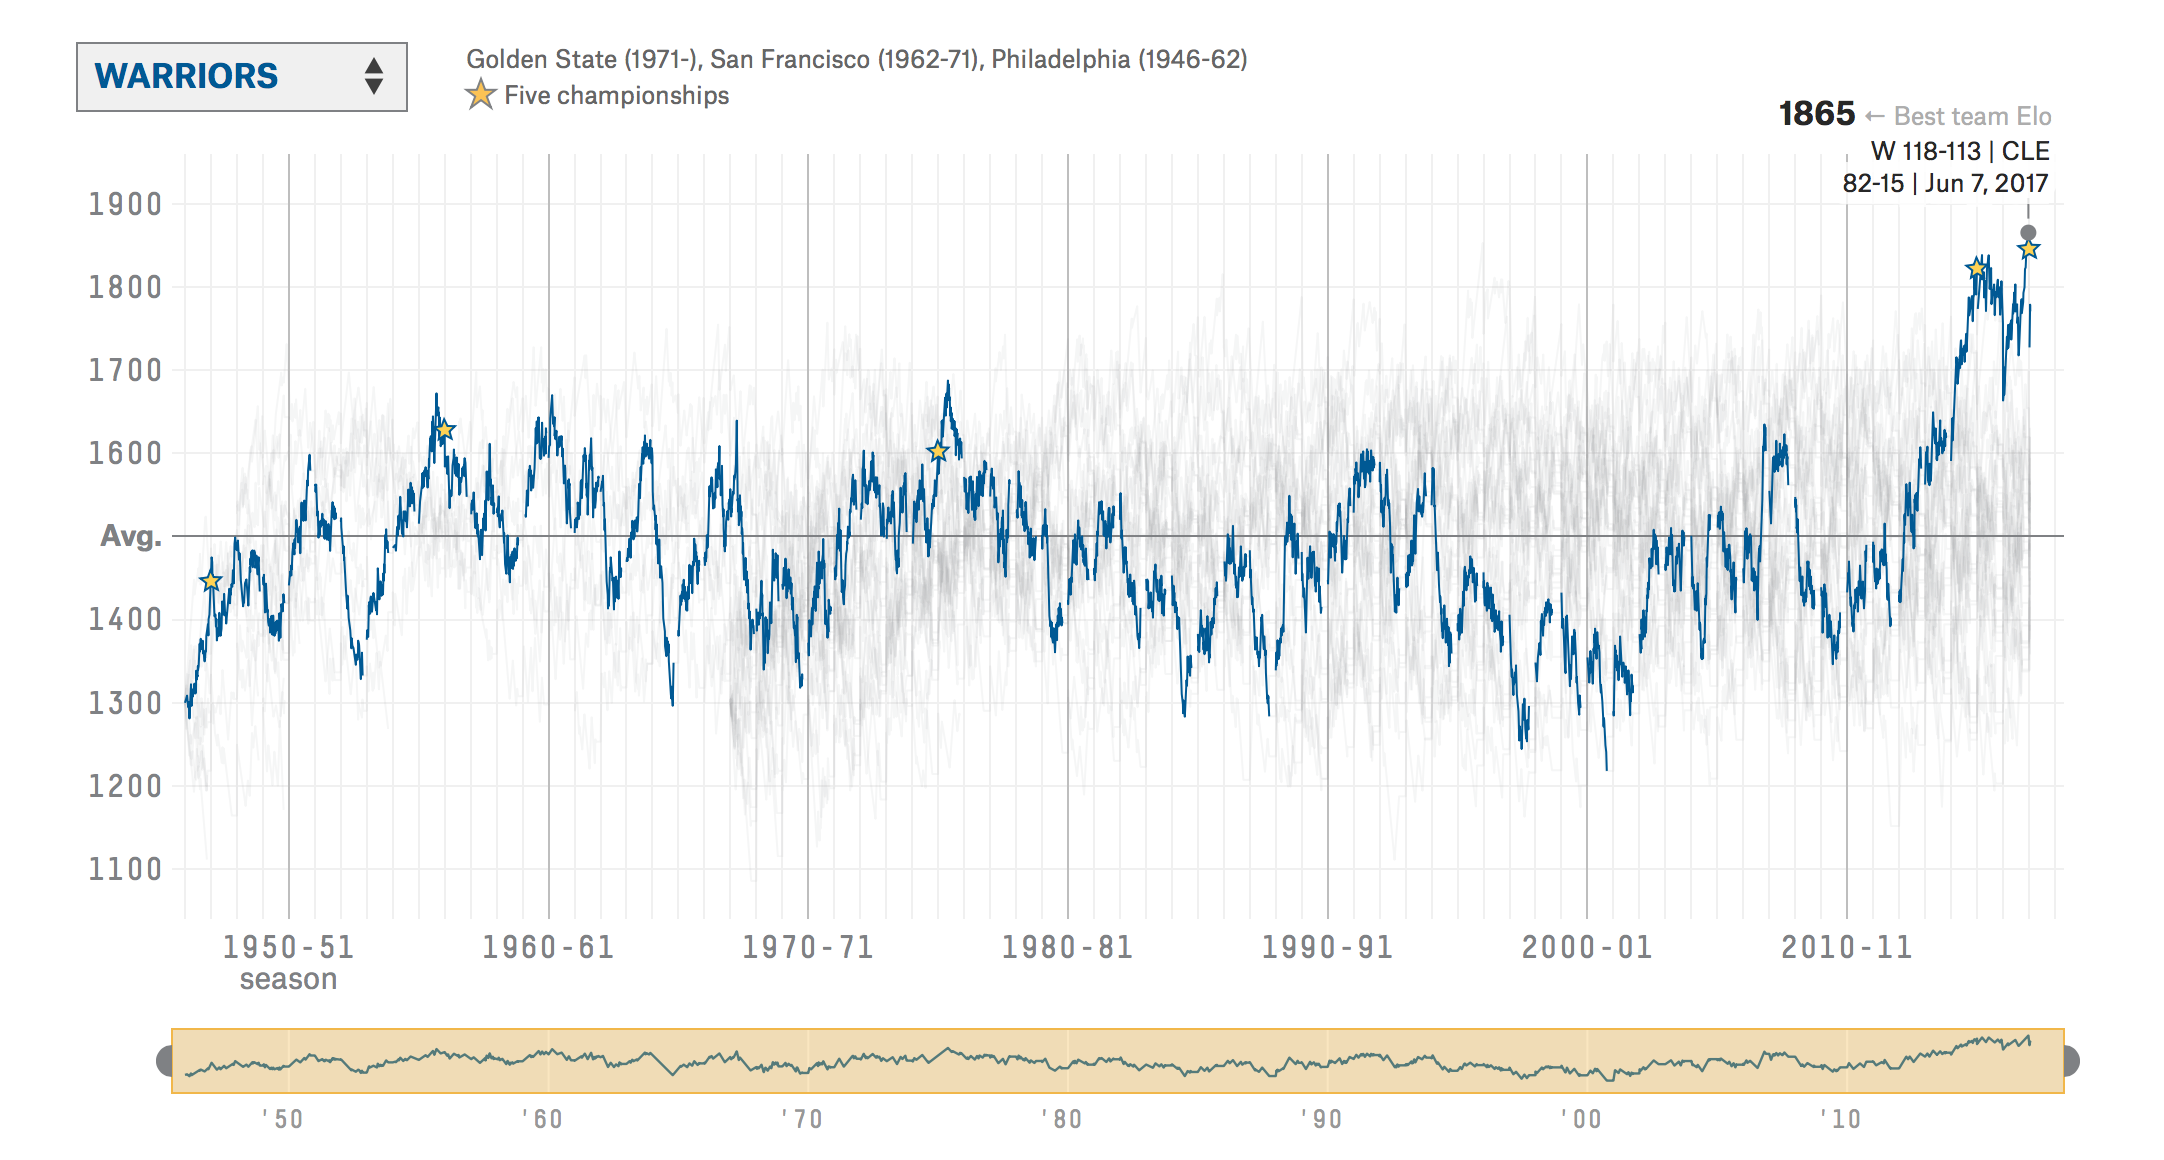 WARRIORS
Golden State (1971-), San Francisco (1962-71), Philadelphia (1946-62)
Five championships
1865 ← Best team Elo
W 118-113 | CLE
82-15 | Jun 7, 2017
1900
1800
1700
1600
Avg.
1400
1300
1200
1100
1950-51 1960-61 1970-71 1980-81 1990-91 2000-01 2010-11
season
'50 '60 '70 '80 '90 '00 '10